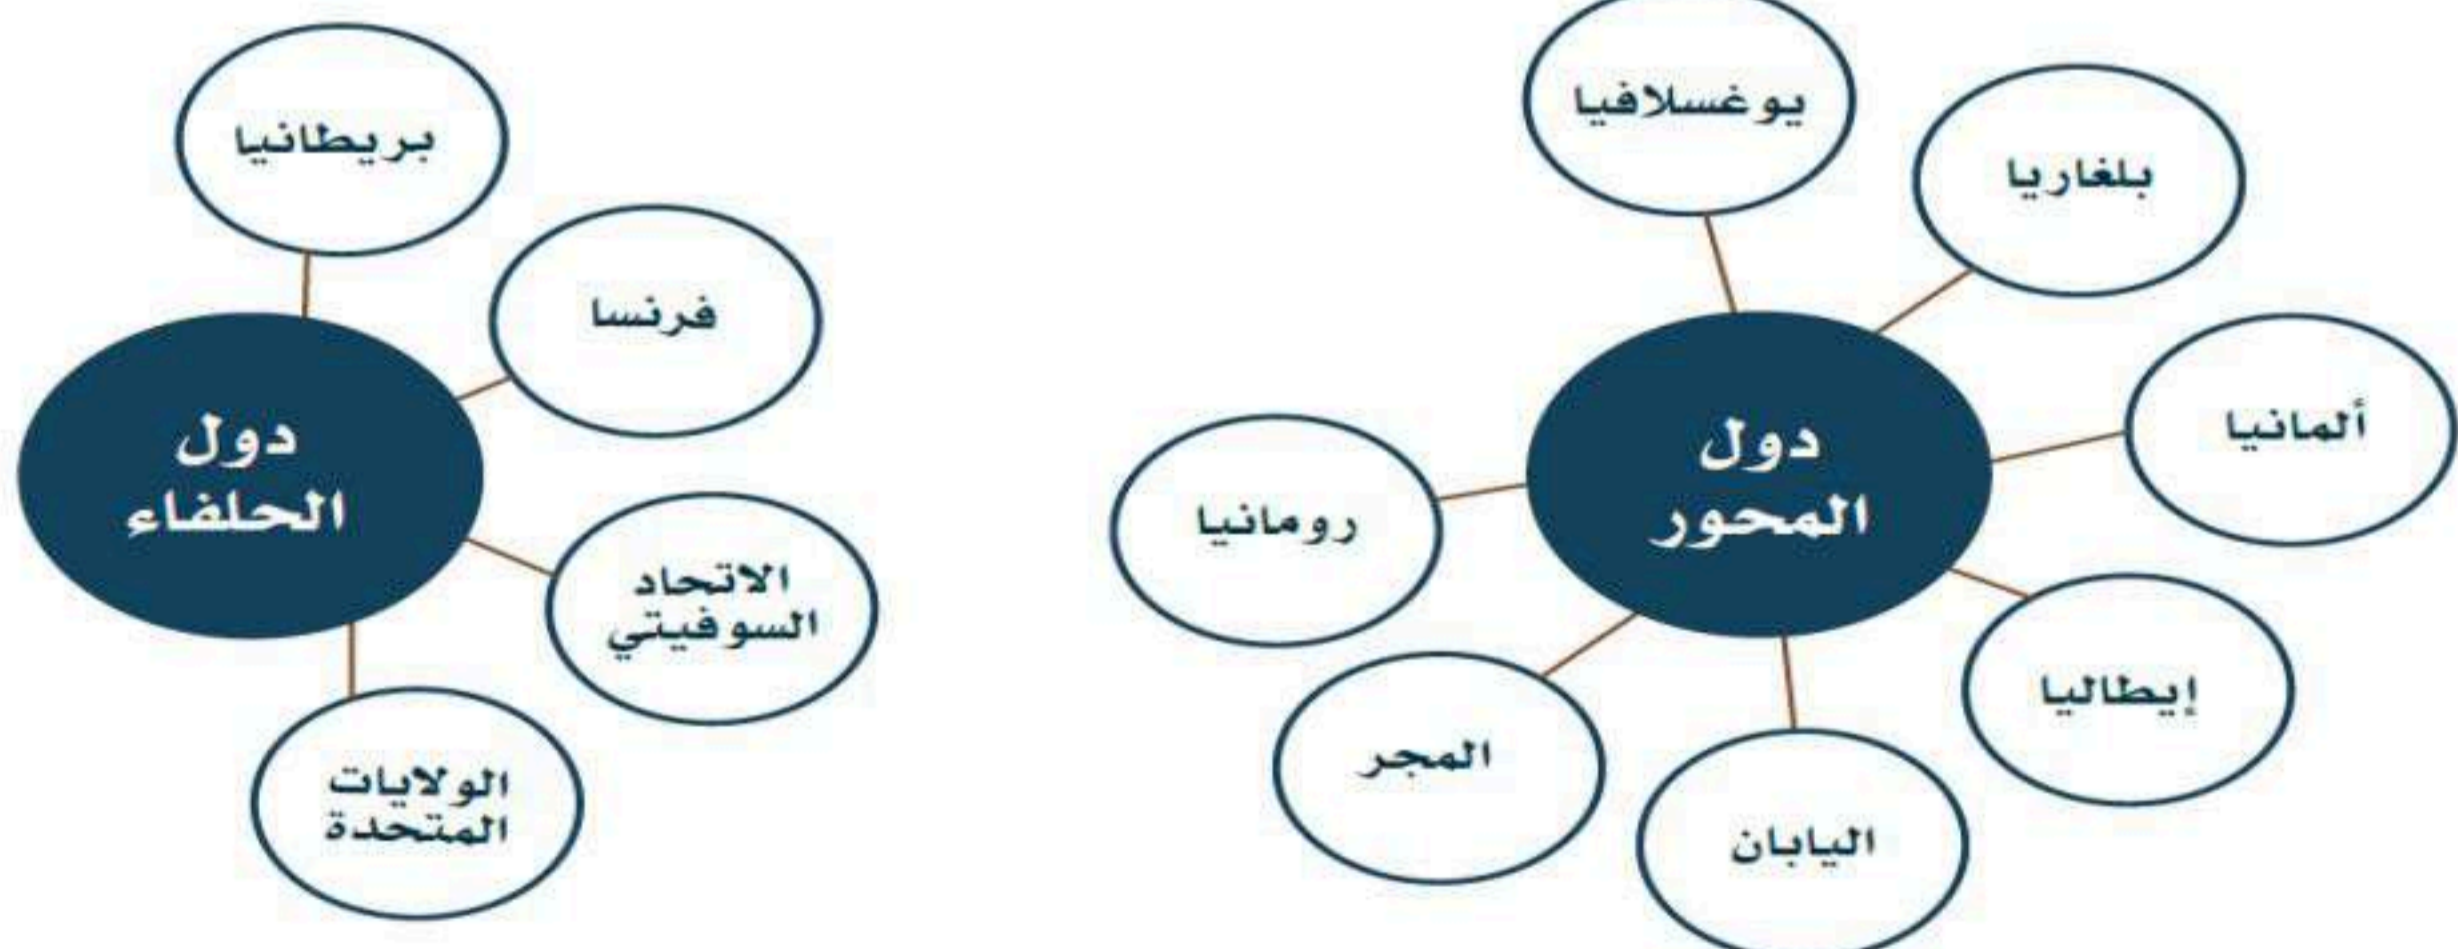 دول
المحور
يوغسلافيا
بلغاريا
ألمانيا
إيطاليا
اليابان
المجر
رومانيا
دول
الحلفاء
بريطانيا
فرنسا
الاتحاد
السوفيتي
الولايات
المتحدة